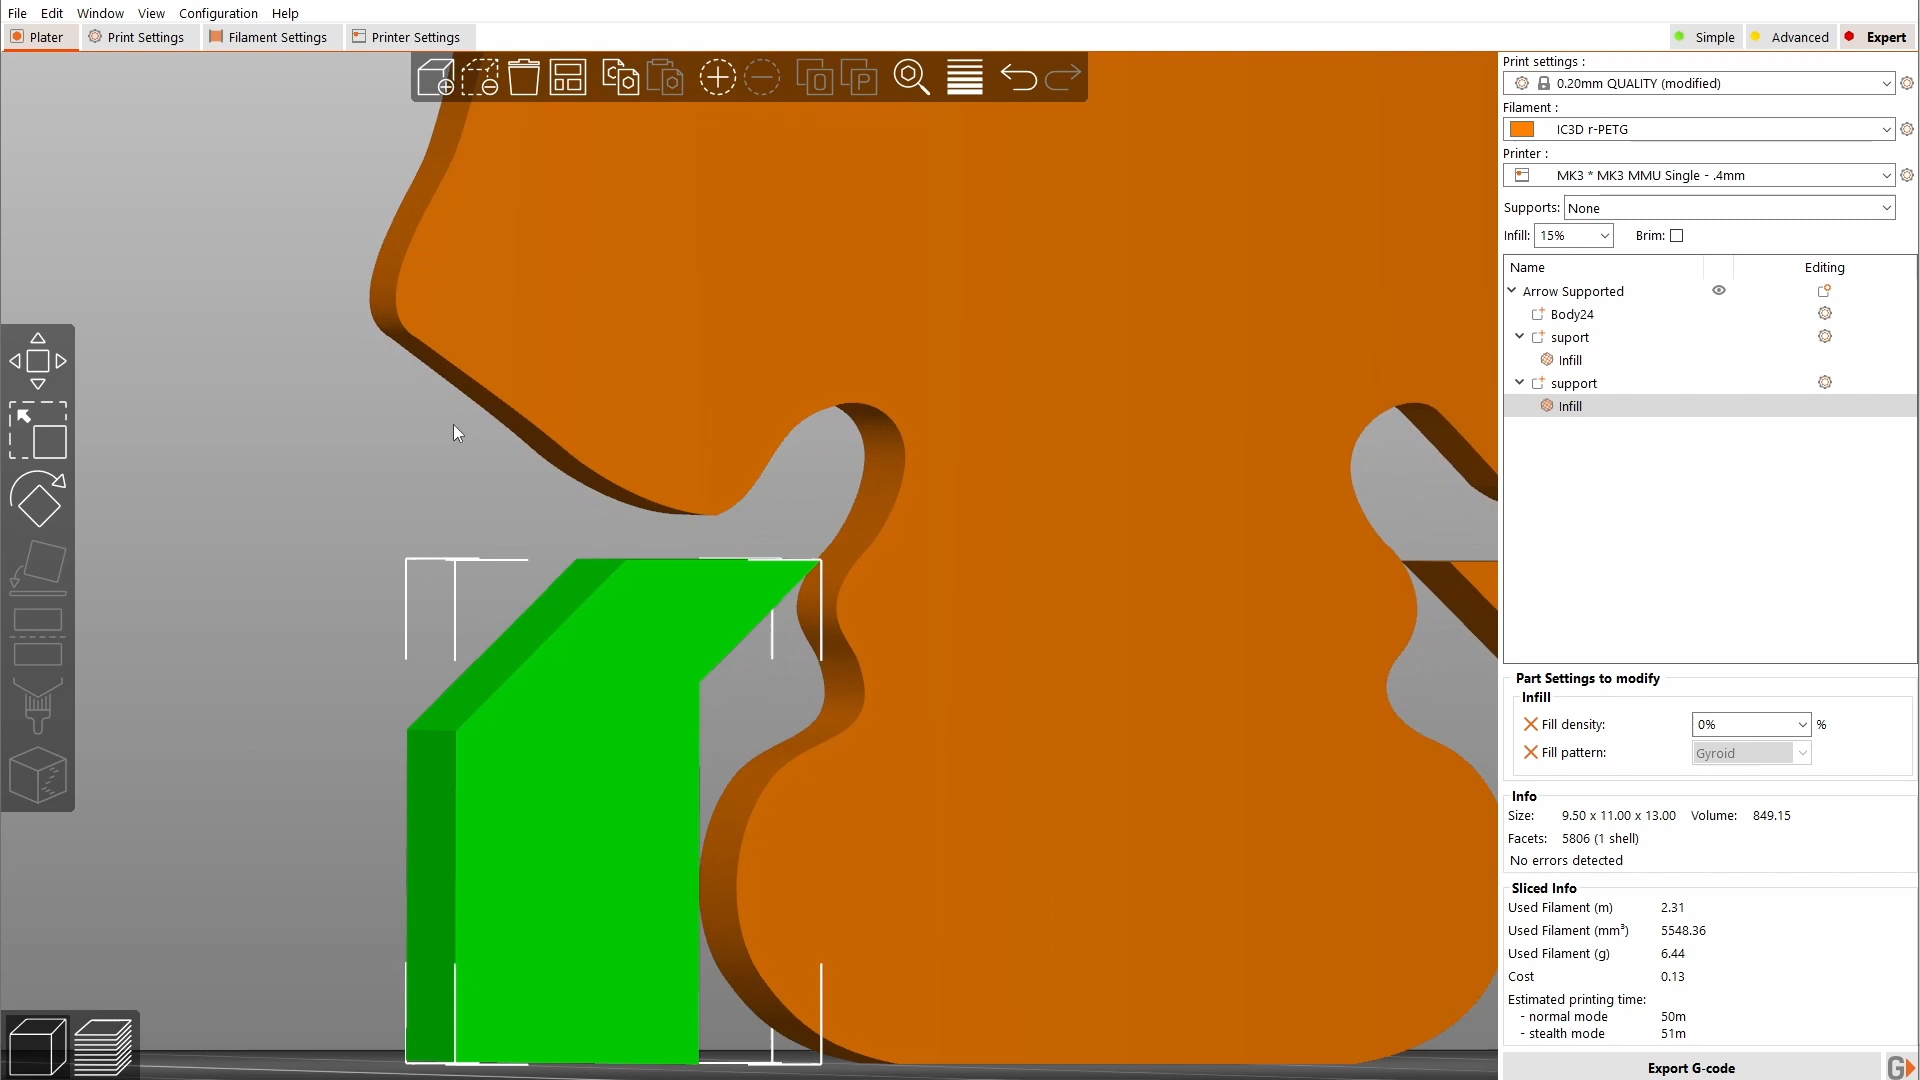 File Edit Window View Configuration Help
Plater Print Settings Filament Settings Printer Settings Simple Advanced Expert
Print settings :
0.20mm QUALITY (modified)
Filament :
IC3D r-PETG
Printer :
MK3 * MK3 MMU Single - .4mm
Supports: None
Infill: 15% Brim:
Name Editing
Arrow Supported
Body24
suport
Infill
support
Infill
Part Settings to modify
Infill
Fill density: 0% %
Fill pattern: Gyroid
Info
Size: 9.50 x 11.00 x 13.00 Volume: 849.15
Facets: 5806 (1 shell)
No errors detected
Sliced Info
Used Filament (m) 2.31
Used Filament (mm³) 5548.36
Used Filament (g) 6.44
Cost 0.13
Estimated printing time:
- normal mode 50m
- stealth mode 51m
Export G-code G